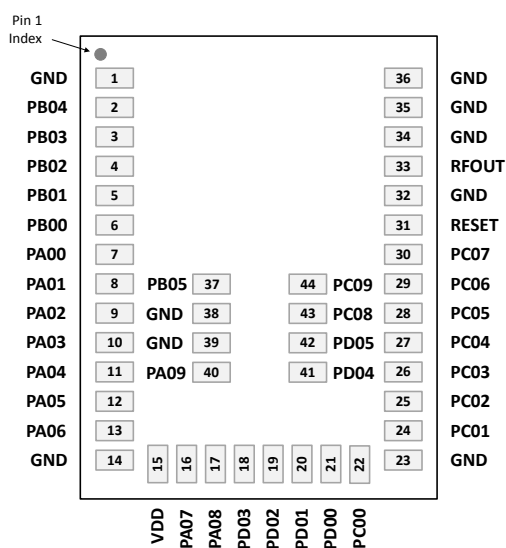 Pin 1
Index
GND 1 36 GND
PB04 2 35 GND
PB03 3 34 GND
PB02 4 33 RFOUT
PB01 5 32 GND
PB00 6 31 RESET
PA00 7 30 PC07
PA01 8 PB05 37 44 PC09 29 PC06
PA02 9 GND 38 43 PC08 28 PC05
PA03 10 GND 39 42 PD05 27 PC04
PA04 11 PA09 40 41 PD04 26 PC03
PA05 12 25 PC02
PA06 13 24 PC01
GND 14 15 16 17 18 19 20 21 22 23 GND
VDD PA07 PA08 PD03 PD02 PD01 PD00 PC00